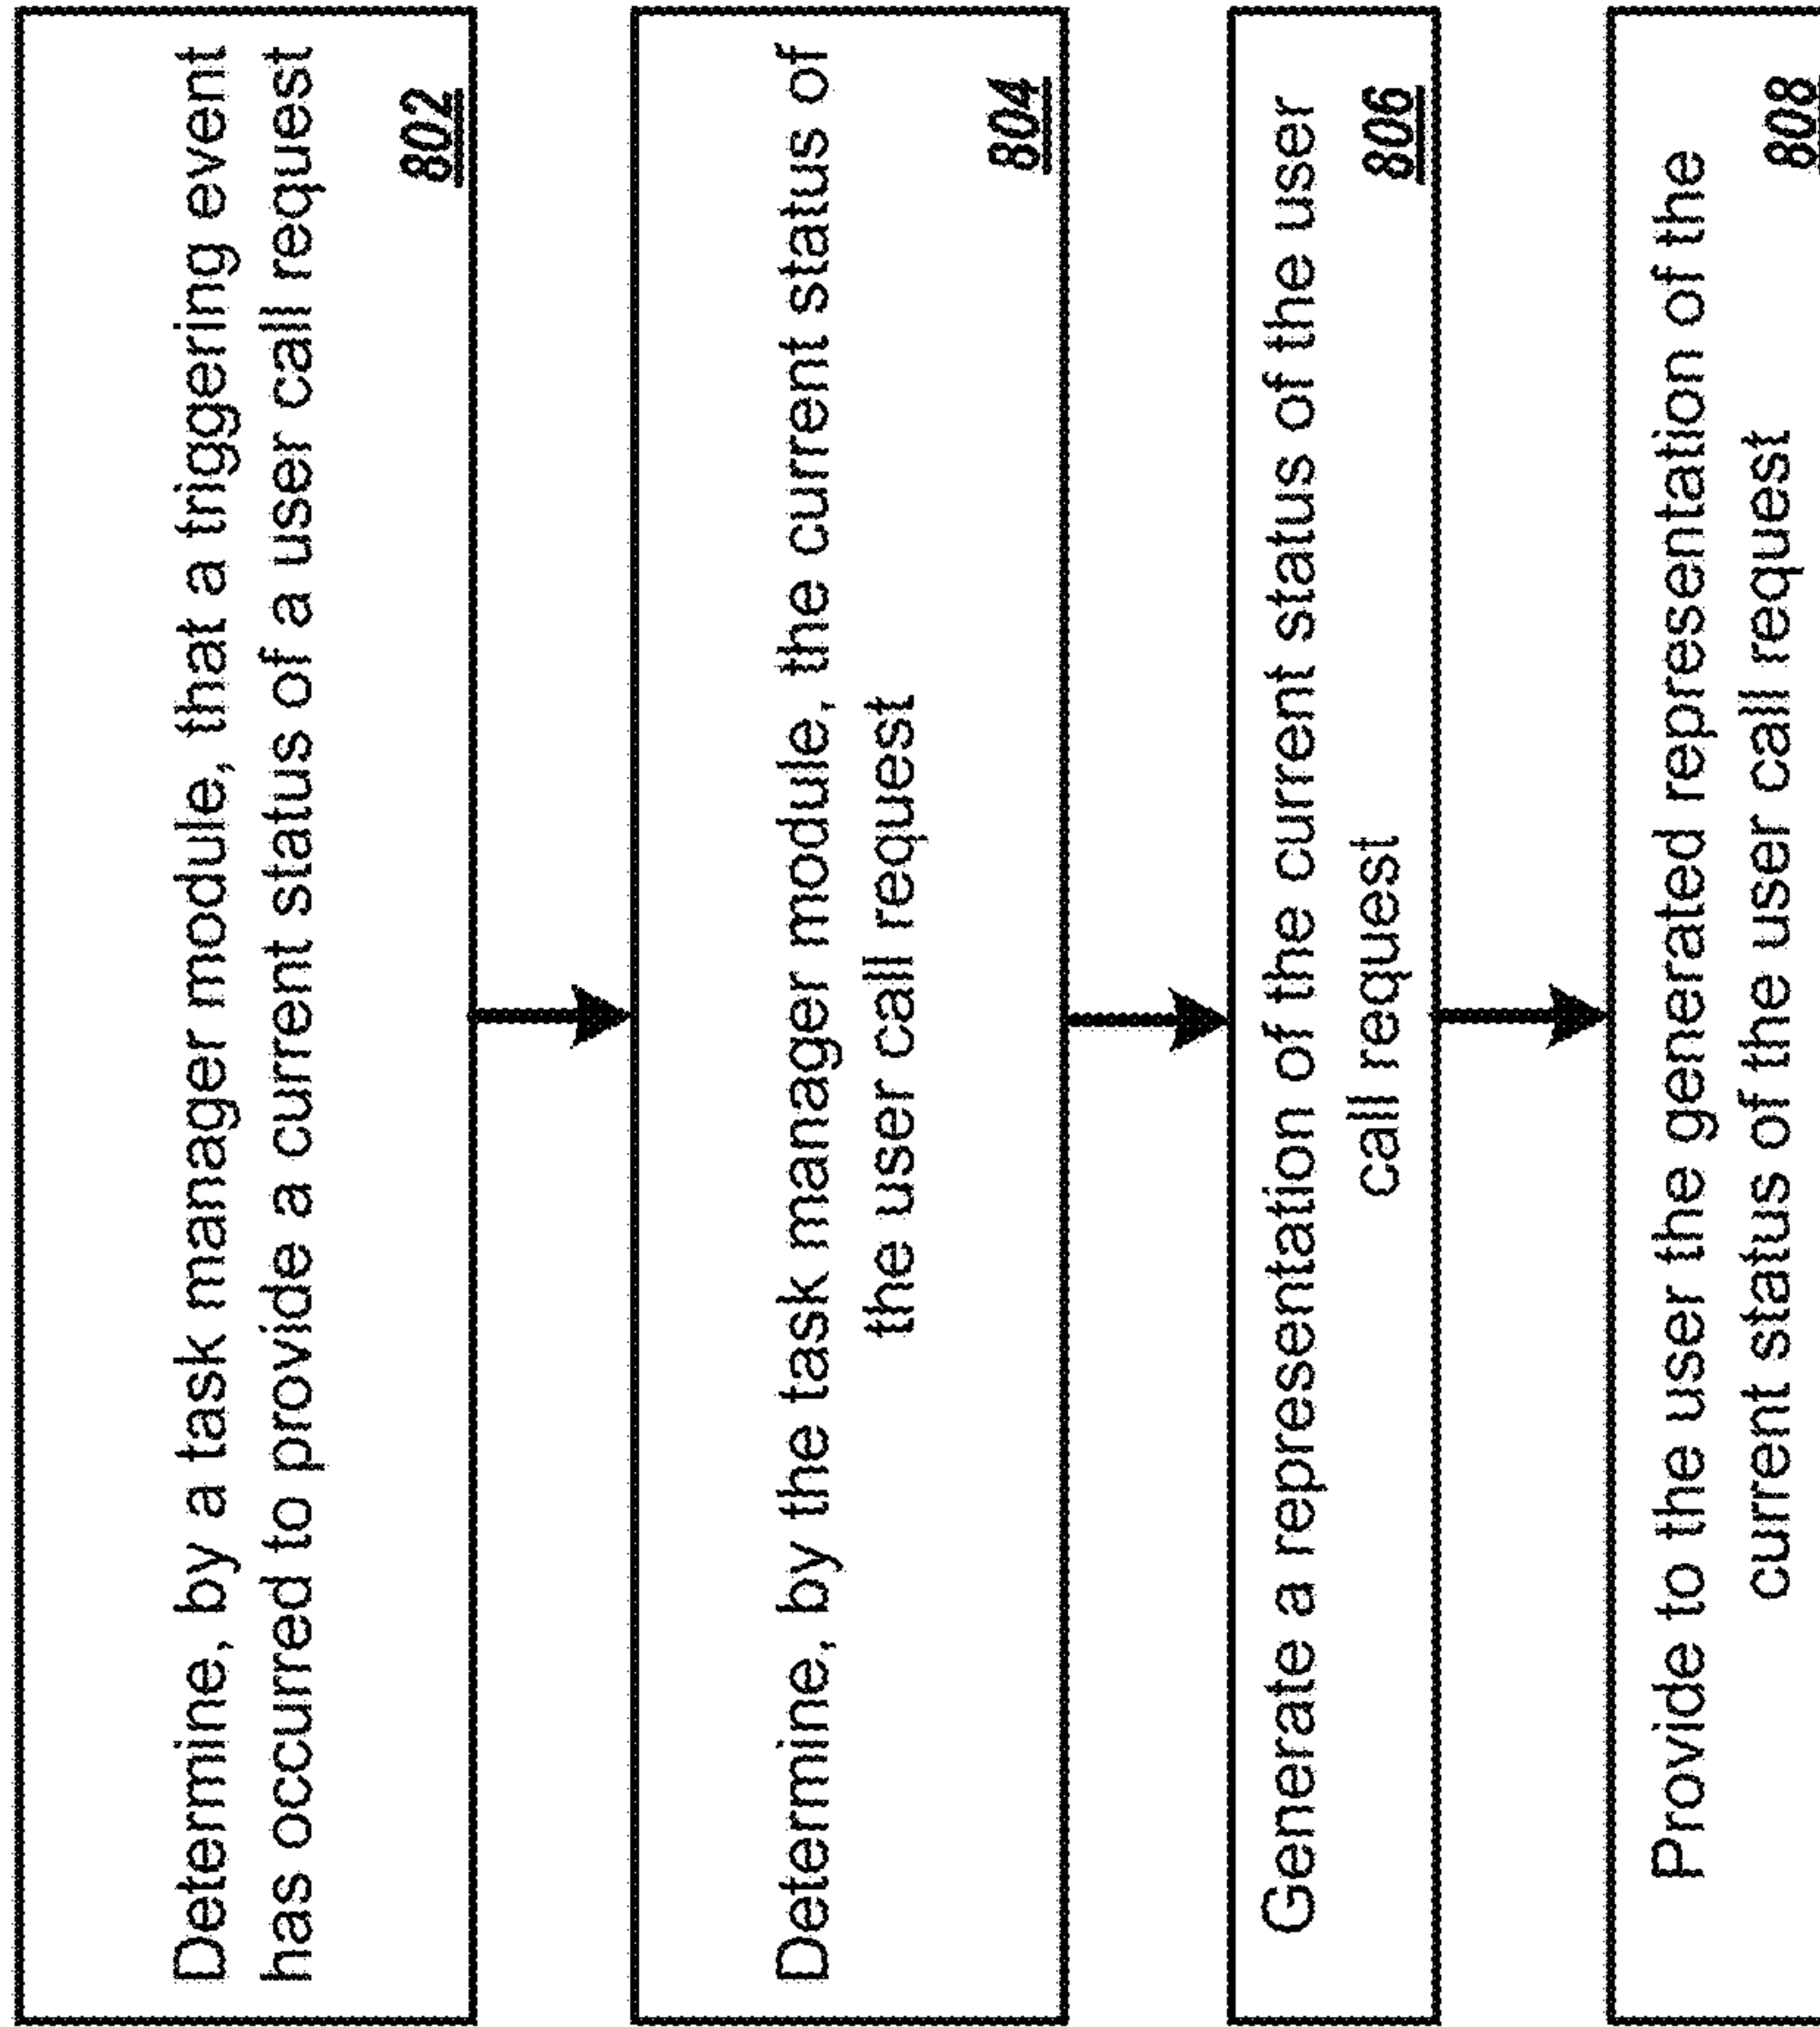 Determine, by a task manager module, that a triggering event
has occurred to provide a current status of a user call request
802
Determine, by the task manager module, the current status of
the user call request
804
Generate a representation of the current status of the user
call request
806
Provide to the user the generated representation of the
current status of the user call request
808